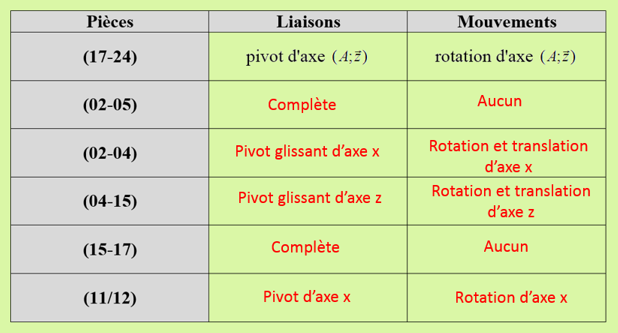 Pièces Liaisons Mouvements
(17-24) pivot d'axe (A;z⃗) rotation d'axe (A;z⃗)
(02-05) Complète Aucun
(02-04) Pivot glissant d’axe x Rotation et translation
d’axe x
(04-15) Pivot glissant d’axe z Rotation et translation
d’axe z
(15-17) Complète Aucun
(11/12) Pivot d’axe x Rotation d’axe x